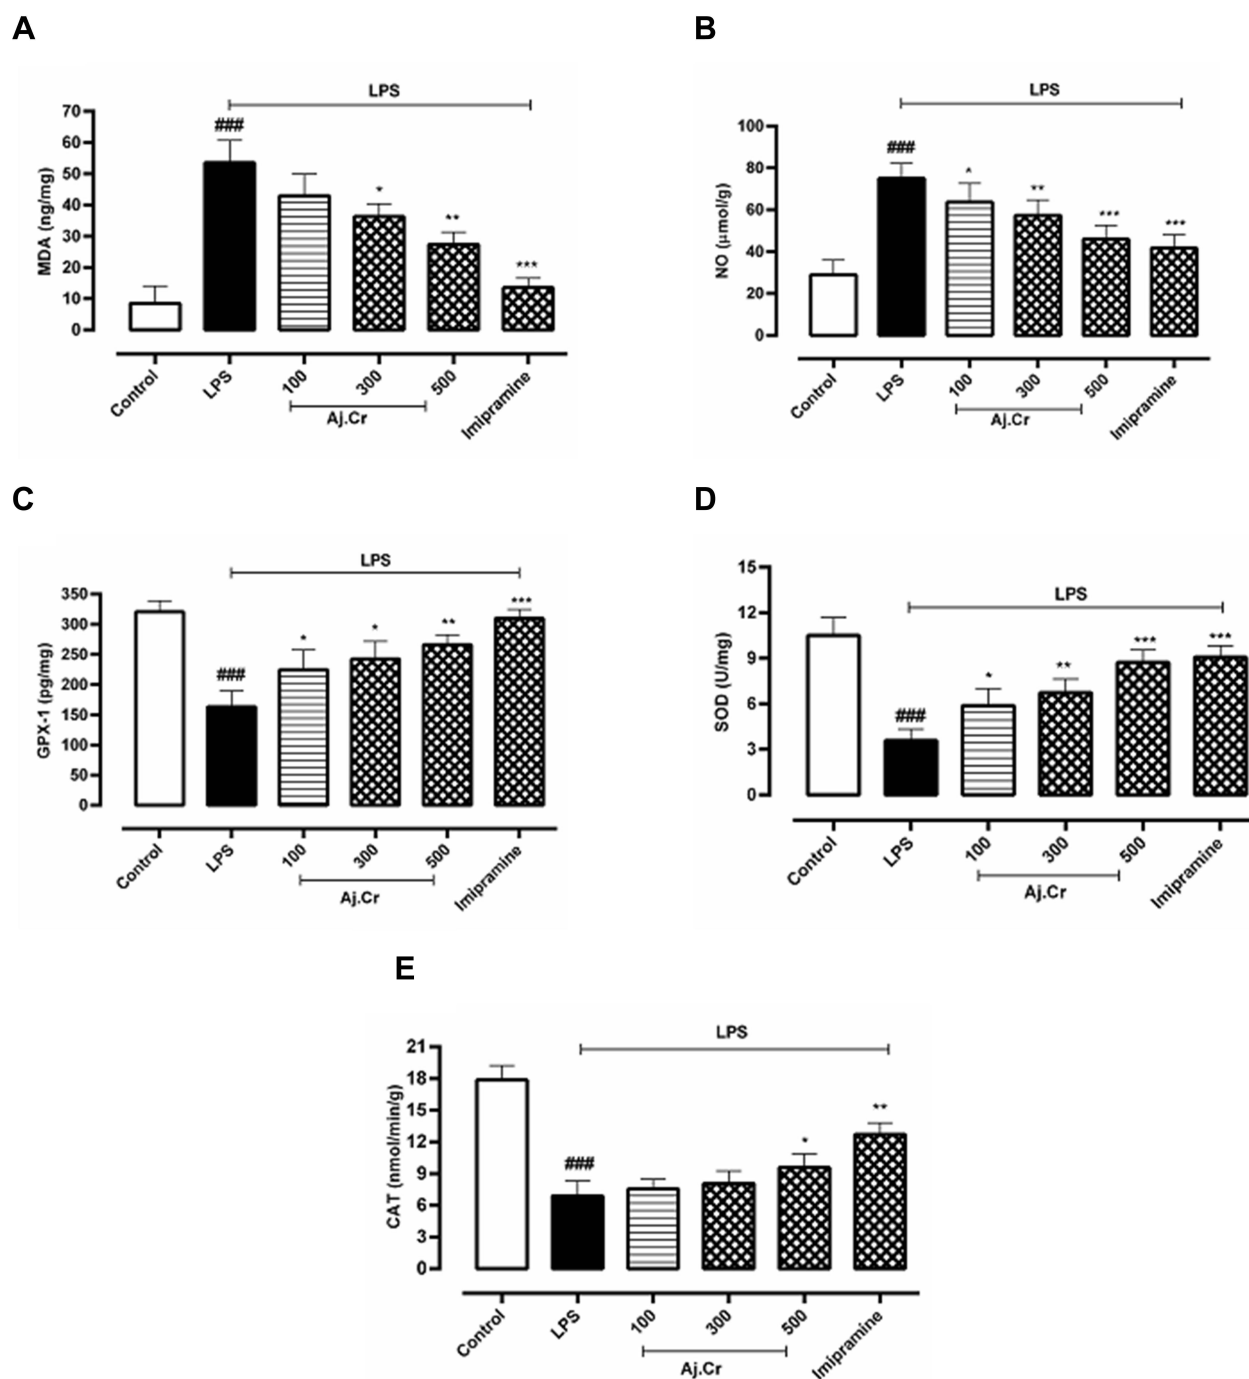 A
LPS
MDA (ng/mg)
70
60
50
40
30
20
10
0
###
*
**
***
Control
LPS
100
300
500
Imipramine
Aj.Cr
B
LPS
NO (μmol/g)
100
80
60
40
20
0
###
*
**
***
***
Control
LPS
100
300
500
Imipramine
Aj.Cr
C
LPS
GPX-1 (pg/mg)
350
300
250
200
150
100
50
0
###
*
*
**
***
Control
LPS
100
300
500
Imipramine
Aj.Cr
D
LPS
SOD (U/mg)
15
12
9
6
3
0
###
*
**
***
***
Control
LPS
100
300
500
Imipramine
Aj.Cr
E
LPS
CAT (nmol/min/g)
21
18
15
12
9
6
3
0
###
*
**
Control
LPS
100
300
500
Imipramine
Aj.Cr